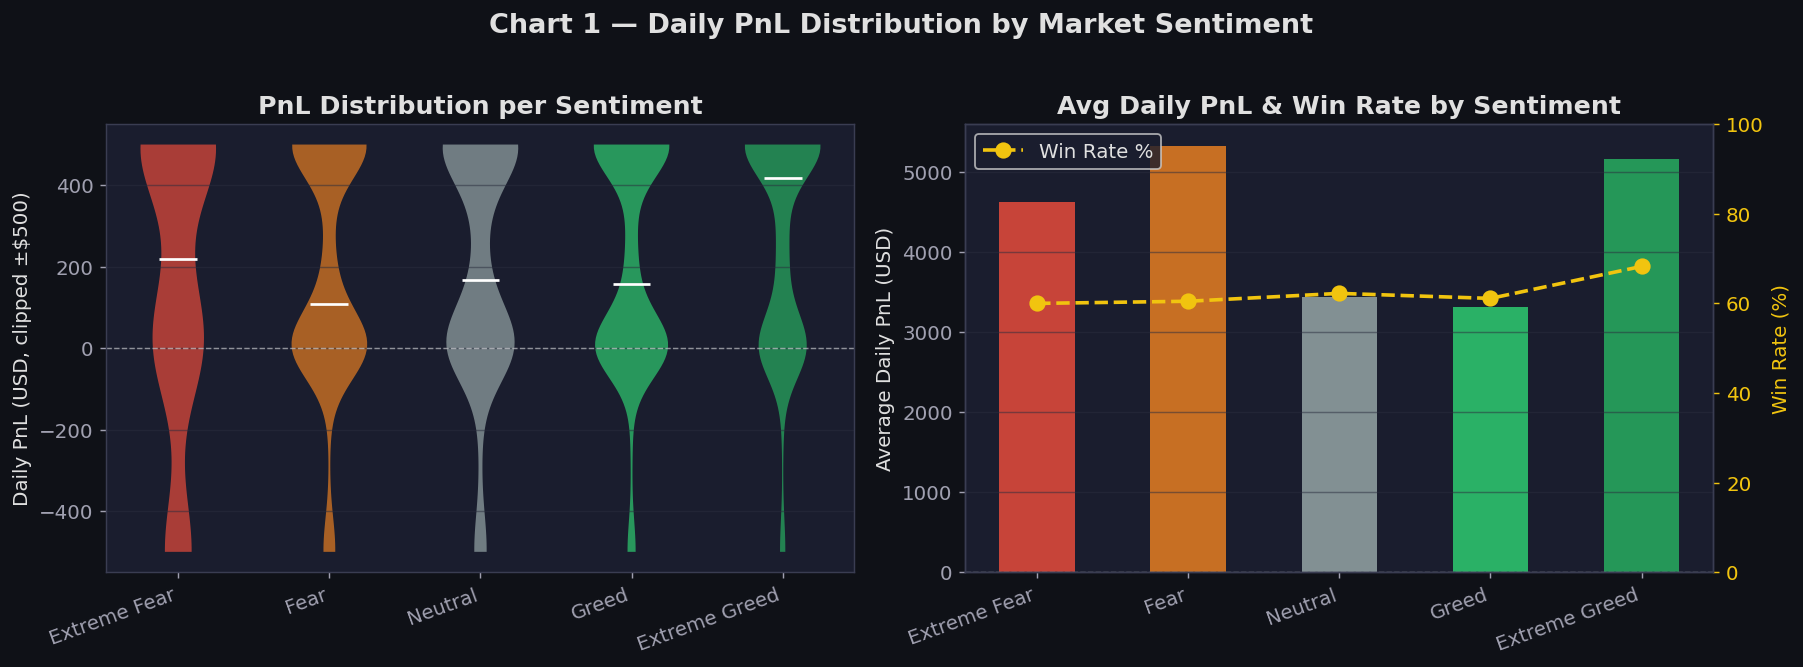 Chart 1 — Daily PnL Distribution by Market Sentiment
PnL Distribution per Sentiment
Daily PnL (USD, clipped ±$500)
400
200
0
−200
−400
Extreme Fear
Fear
Neutral
Greed
Extreme Greed
Avg Daily PnL & Win Rate by Sentiment
Win Rate %
Average Daily PnL (USD)
5000
4000
3000
2000
1000
0
100
80
60
40
20
0
Win Rate (%)
Extreme Fear
Fear
Neutral
Greed
Extreme Greed